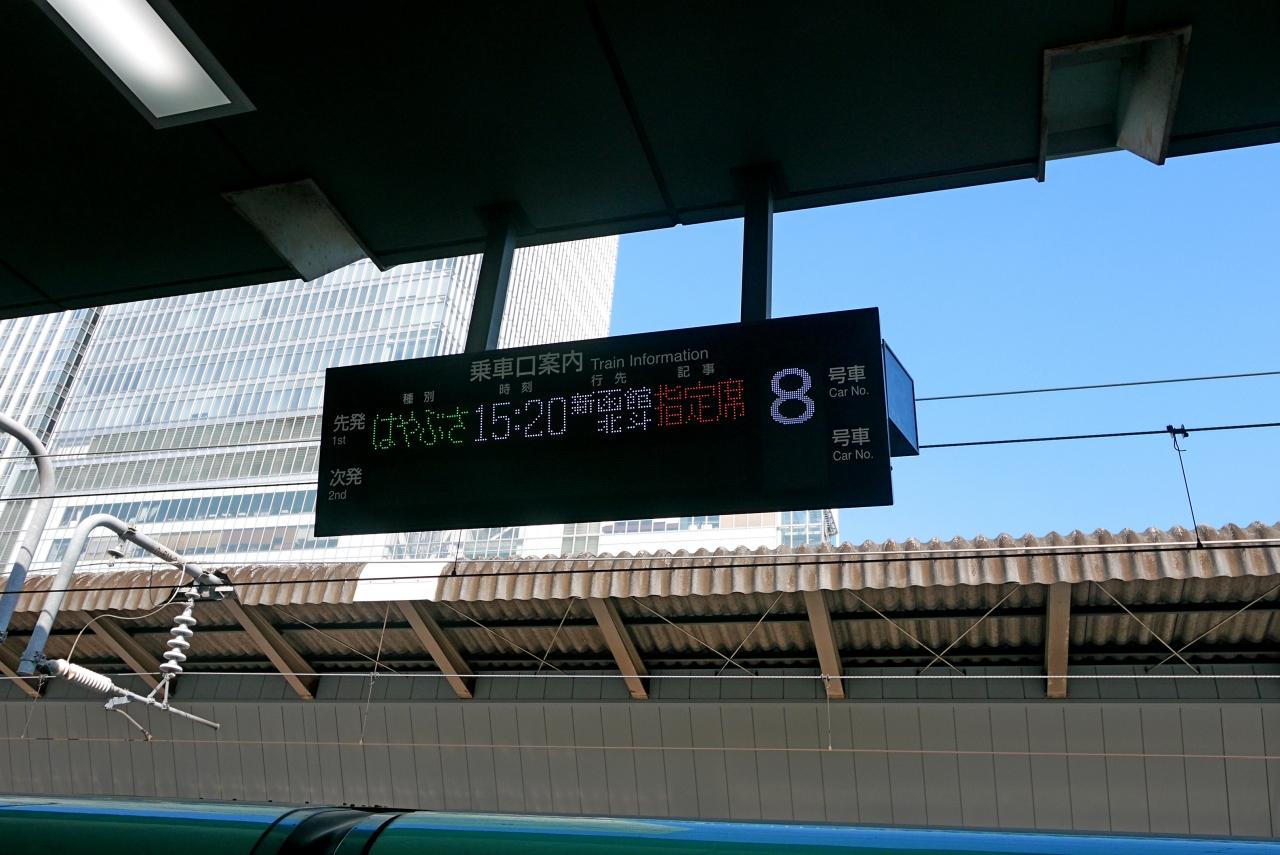 乗車口案内 Train Information
種別 時刻 行先 記事
先発 はやぶさ 15:20 新函館北斗 指定席 8 号車
1st Car No.
次発 号車
2nd Car No.